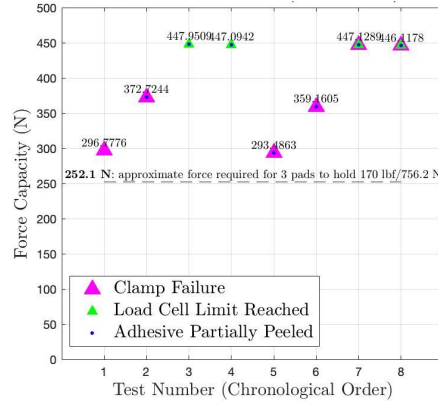 447.9509
447.0942
447.1289
446.1178
372.7244
359.1605
296.7776
293.4863
252.1 N: approximate force required for 3 pads to hold 170 lbf/756.2 N
500
450
400
350
300
250
200
150
100
50
0
Force Capacity (N)
Clamp Failure
Load Cell Limit Reached
Adhesive Partially Peeled
1 2 3 4 5 6 7 8
Test Number (Chronological Order)